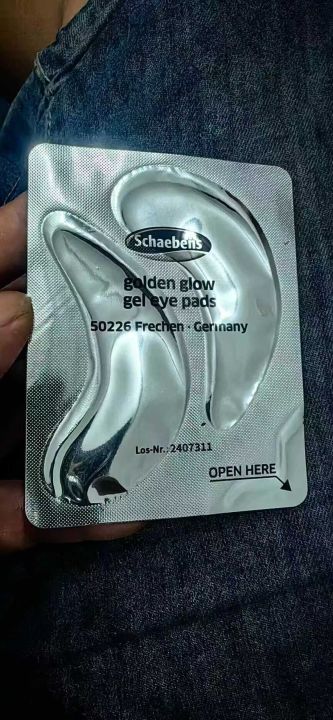 Schaebens
golden glow
gel eye pads
50226 Frechen · Germany
Los-Nr.: 2407311
OPEN HERE